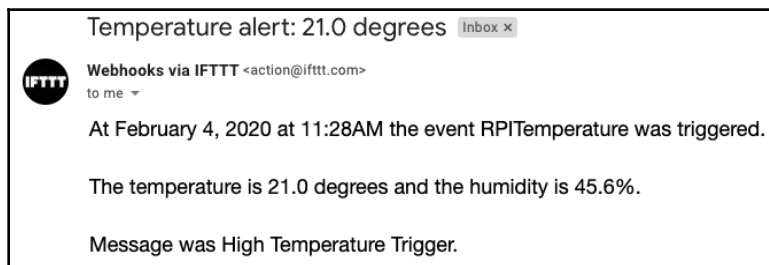 Temperature alert: 21.0 degrees Inbox x
IFTTT
Webhooks via IFTTT <action@ifttt.com>
to me
At February 4, 2020 at 11:28AM the event RPITemperature was triggered.
The temperature is 21.0 degrees and the humidity is 45.6%.
Message was High Temperature Trigger.